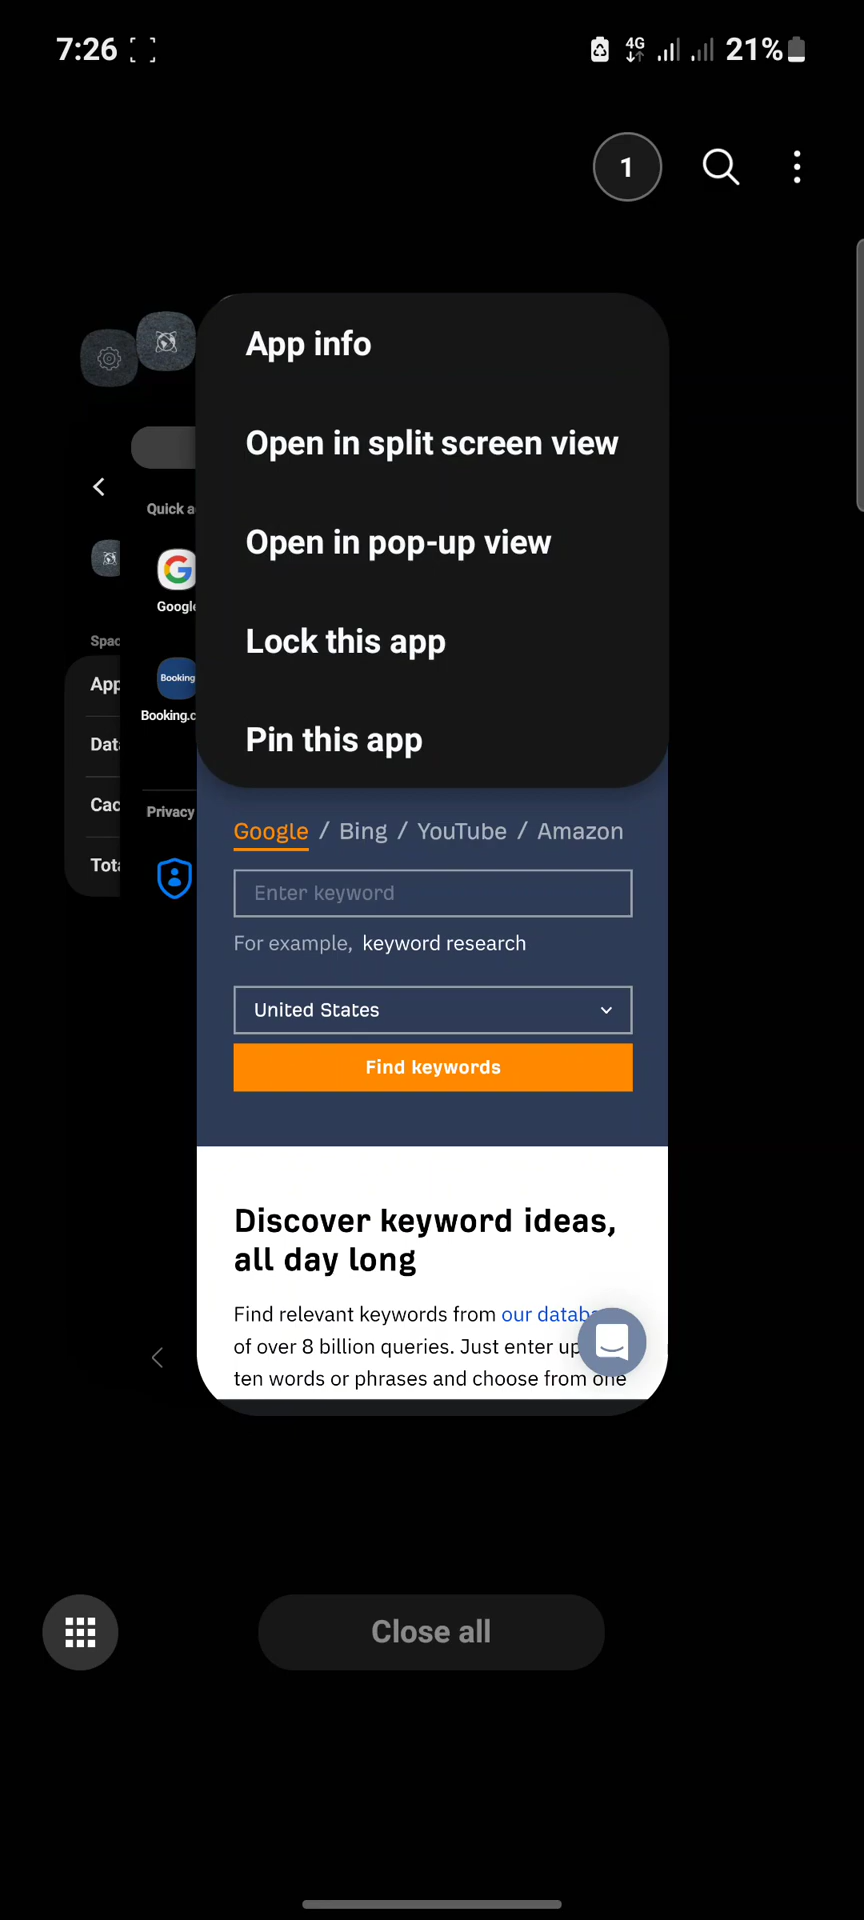 7:26
4G
21%
1
App info
Open in split screen view
Open in pop-up view
Lock this app
Pin this app
Quick a
Google
Spac
App
Booking
Booking.c
Data
Cac
Privacy
Tota
Google / Bing / YouTube / Amazon
Enter keyword
For example, keyword research
United States
Find keywords
Discover keyword ideas,
all day long
Find relevant keywords from our datab
of over 8 billion queries. Just enter up
ten words or phrases and choose from one
Close all